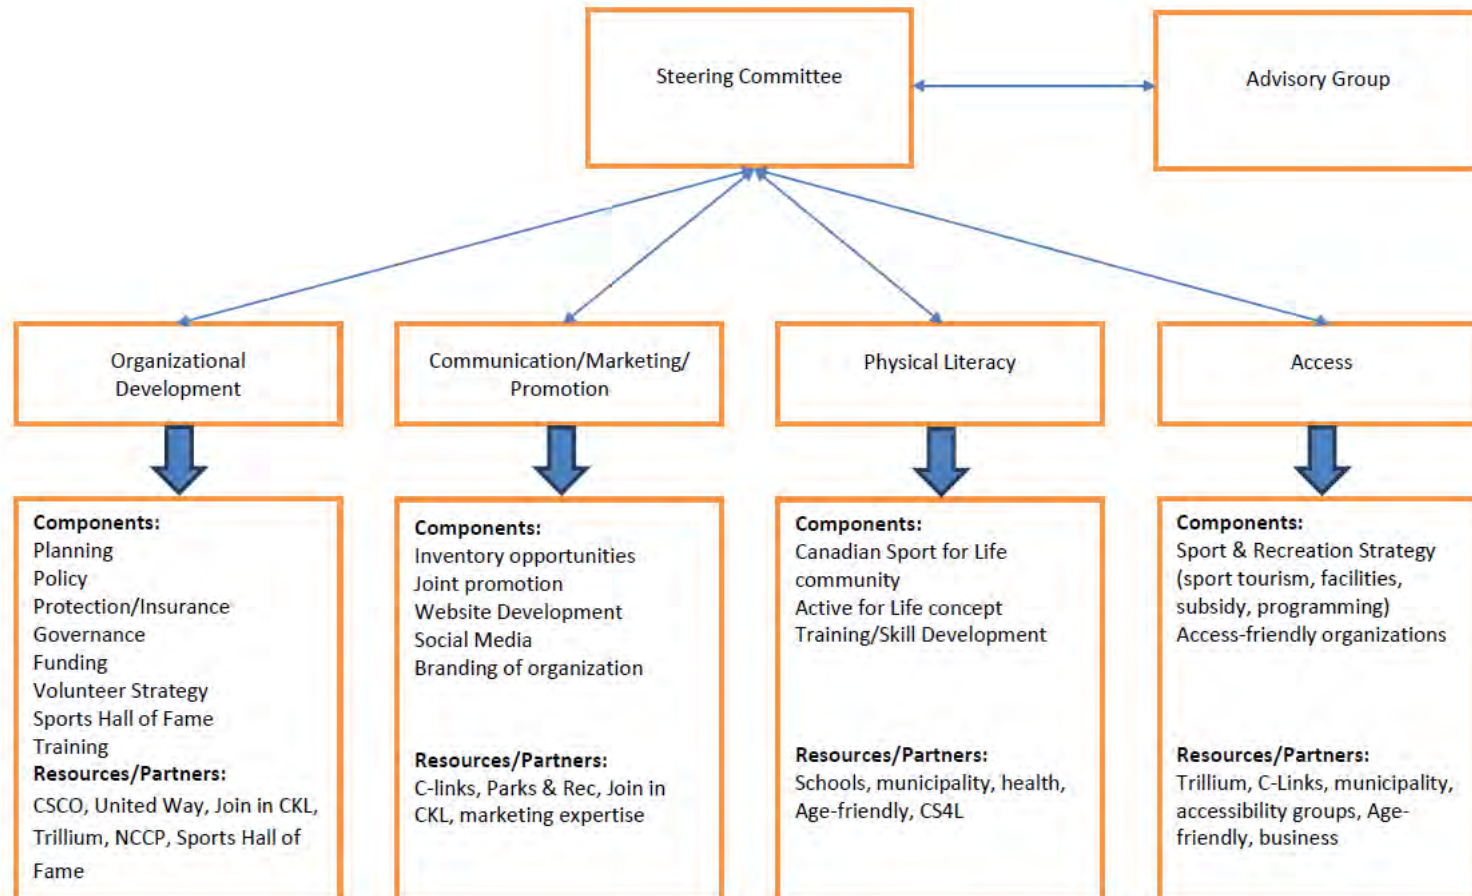 Steering Committee
Advisory Group
Organizational
Development
Communication/Marketing/
Promotion
Physical Literacy
Access
Components:
Planning
Policy
Protection/Insurance
Governance
Funding
Volunteer Strategy
Sports Hall of Fame
Training
Resources/Partners:
CSCO, United Way, Join in CKL,
Trillium, NCCP, Sports Hall of
Fame
Components:
Inventory opportunities
Joint promotion
Website Development
Social Media
Branding of organization
Resources/Partners:
C-links, Parks & Rec, Join in
CKL, marketing expertise
Components:
Canadian Sport for Life
community
Active for Life concept
Training/Skill Development
Resources/Partners:
Schools, municipality, health,
Age-friendly, CS4L
Components:
Sport & Recreation Strategy
(sport tourism, facilities,
subsidy, programming)
Access-friendly organizations
Resources/Partners:
Trillium, C-Links, municipality,
accessibility groups, Age-
friendly, business